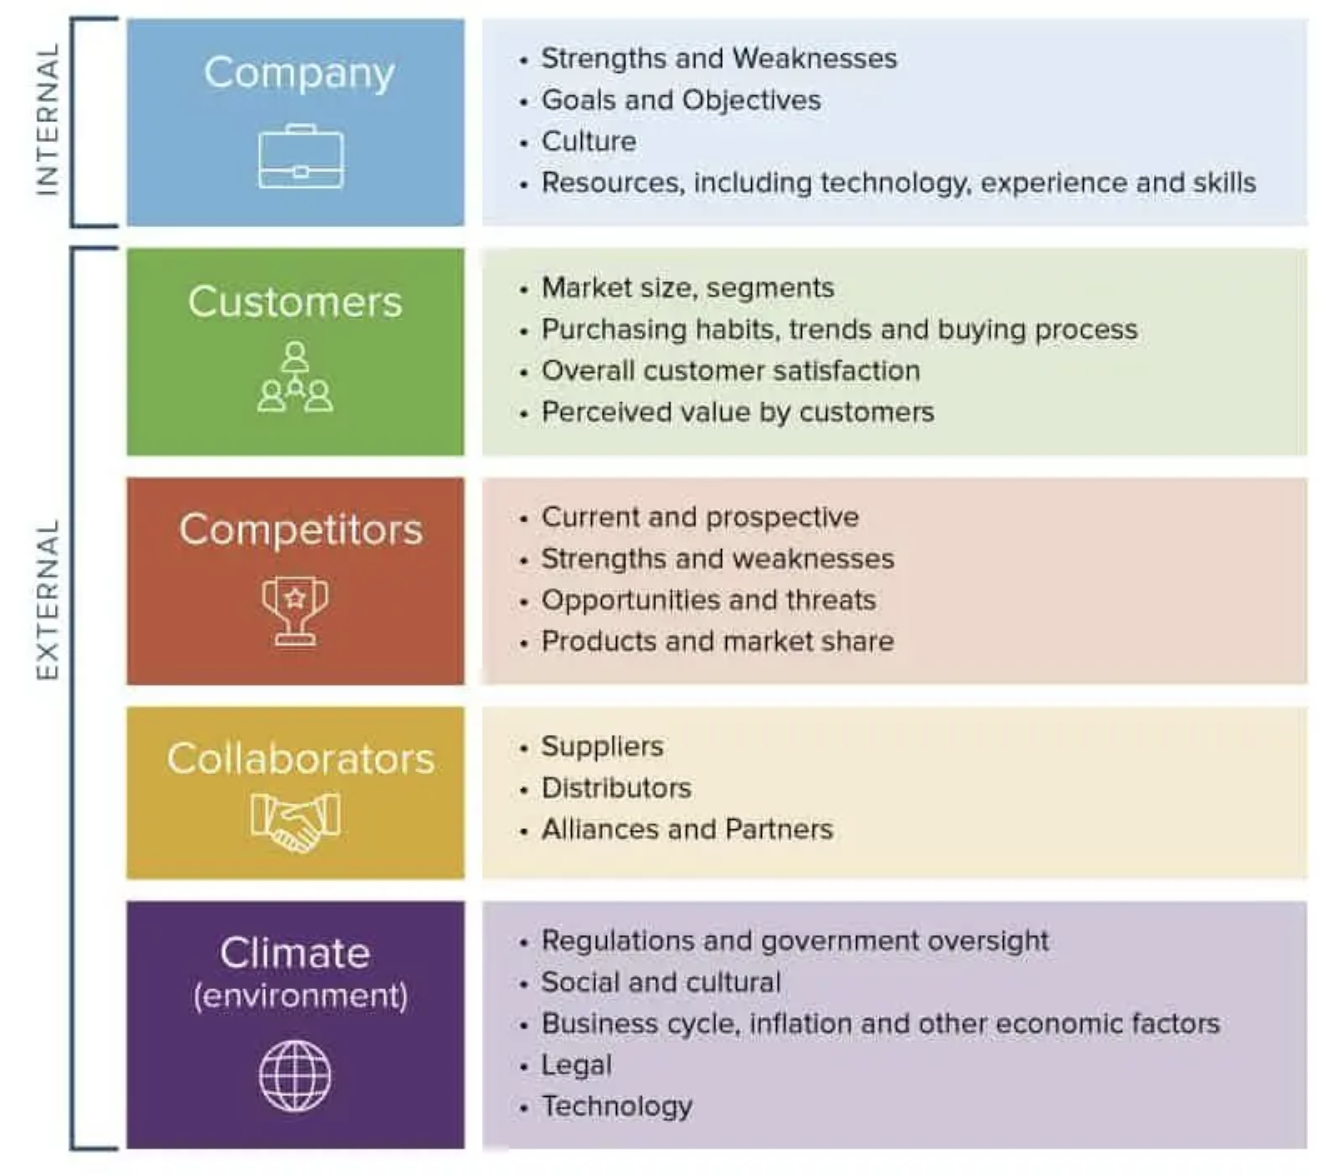 INTERNAL
Company
• Strengths and Weaknesses
• Goals and Objectives
• Culture
• Resources, including technology, experience and skills
EXTERNAL
Customers
• Market size, segments
• Purchasing habits, trends and buying process
• Overall customer satisfaction
• Perceived value by customers
Competitors
• Current and prospective
• Strengths and weaknesses
• Opportunities and threats
• Products and market share
Collaborators
• Suppliers
• Distributors
• Alliances and Partners
Climate
(environment)
• Regulations and government oversight
• Social and cultural
• Business cycle, inflation and other economic factors
• Legal
• Technology